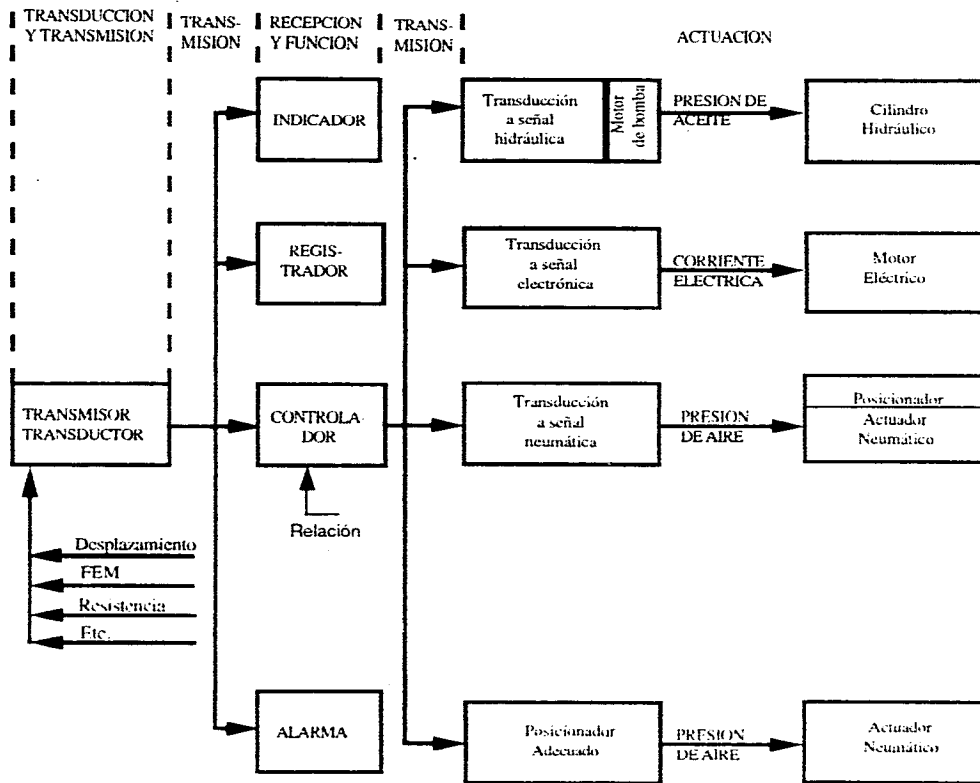 TRANSDUCCION
Y TRANSMISION
TRANS-
MISION
RECEPCION
Y FUNCION
TRANS-
MISION
ACTUACION
INDICADOR
Transducción
a señal
hidráulica
Motor
de bomba
PRESION DE
ACEITE
Cilindro
Hidráulico
REGIS-
TRADOR
Transducción
a señal
electrónica
CORRIENTE
ELECTRICA
Motor
Eléctrico
TRANSMISOR
TRANSDUCTOR
CONTROLA-
DOR
Transducción
a señal
neumática
PRESION
DE AIRE
Posicionador
Actuador
Neumático
Relación
Desplazamiento
FEM
Resistencia
Etc.
ALARMA
Posicionador
Adecuado
PRESION
DE AIRE
Actuador
Neumático